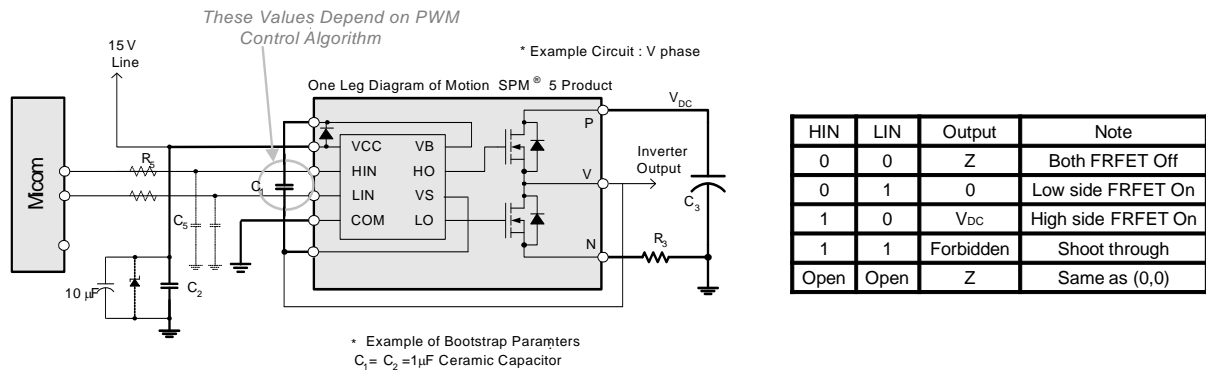 These Values Depend on PWM
Control Algorithm
15 V
Line
* Example Circuit : V phase
One Leg Diagram of Motion SPM® 5 Product
VDC
P
Micom
R5
VCC
VB
HIN
HO
LIN
VS
COM
LO
C1
C5
Inverter
Output
V
C3
N
R3
10 μF
C2
* Example of Bootstrap Paramters
C1= C2 =1μF Ceramic Capacitor
HIN LIN Output Note
0 0 Z Both FRFET Off
0 1 0 Low side FRFET On
1 0 VDC High side FRFET On
1 1 Forbidden Shoot through
Open Open Z Same as (0,0)